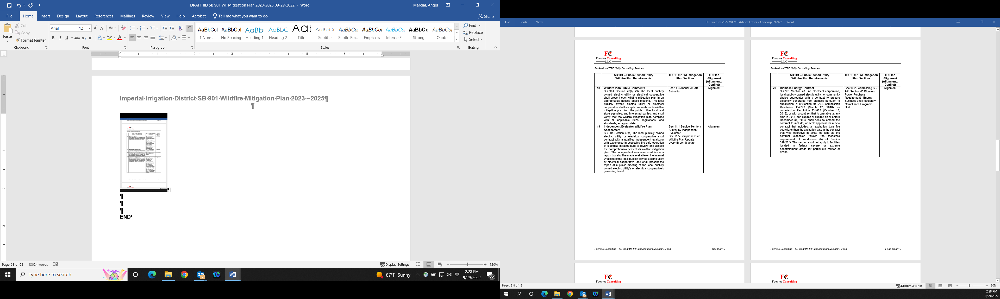 DRAFT IID SB 901 WF Mitigation Plan 2023-2025 09-29-2022 - Word
Marcial, Angel
File Home Insert Design Layout References Mailings Review View Help Acrobat Tell me what you want to do
Share
Paste
Cut
Copy
Format Painter
Clipboard
Arial 12
Font
Paragraph
AaBbCcI AaBbCcI AaBb( AaBbC Aat AaBbCc AaBbCc AaBbCc AaBbCc AaBbCc AaBbCc
¶ Normal No Spacing Heading 1 Heading 2 Title Subtitle Subtle Em... Emphasis Intense E... Strong Quote
Styles
Find
Replace
Select
Editing
1 2 3 4 5 6
Imperial·Irrigation·District·SB·901·Wildfire·Mitigation·Plan·2023·-·2025¶
¶
¶
¶
¶
¶
END¶
Page 68 of 68 13024 words
Display Settings
120%
Type here to search
87°F Sunny
2:28 PM
9/29/2022
22
File Tools View
IID-Fuentes 2022 WFMP Advice Letter v3 backup 092922 - Word
FC
Fuentes Consulting
LLC
Professional T&D Utility Consulting Services
SB 901 – Public Owned Utility
Wildfire Plan Requirements
IID SB 901 WF Mitigation
Plan Sections
IID Plan
Alignment
(Alignment /
Conflict)
18
Wildfire Plan Public Comments
SB 901 Section 42(b) (3) The local publicly
owned electric utility or electrical cooperative
shall present each wildfire mitigation plan in an
appropriately noticed public meeting. The local
publicly owned electric utility or electrical
cooperative shall accept comments on its wildfire
mitigation plan from the public, other local and
state agencies, and interested parties, and shall
verify that the wildfire mitigation plan complies
with all applicable rules, regulations, and
standards, as appropriate.
Sec 11.3 Annual WSAB
Submittal
Alignment
19
Independent Evaluator Wildfire Plan
Assessment
SB 901 Section 42(c) The local publicly owned
electric utility or electrical cooperative shall
contract with a qualified independent evaluator
with experience in assessing the safe operation
of electrical infrastructure to review and assess
the comprehensiveness of its wildfire mitigation
plan. The independent evaluator shall issue a
report that shall be made available on the Internet
Web site of the local publicly owned electric utility
or electrical cooperative, and shall present the
report at a public meeting of the local publicly
owned electric utility's or electrical cooperative's
governing board.
Sec 11.1 Service Territory
Survey by Independent
Evaluator
Sec 11.5 Comprehensive
Wildfire Plan Update -
every three (3) years
Alignment
Fuentes Consulting – IID 2022 WFMP Independent Evaluator Report
Page 9 of 18
FC
Fuentes Consulting
LLC
Professional T&D Utility Consulting Services
SB 901 – Public Owned Utility
Wildfire Plan Requirements
IID SB 901 WF Mitigation
Plan Sections
IID Plan
Alignment
(Alignment /
Conflict)
20
Biomass Energy Contract
SB 901 Section 43 An electrical corporation,
local publicly owned electric utility, or community
choice aggregator with a contract to procure
electricity generated from biomass pursuant to
subdivision (b) of Section 399.20.3, commission
Resolution E-4770 (March 17, 2016), or
commission Resolution E-4805 (October 13,
2016), or with a contract that is operative at any
time in 2018, and expires or expired on or before
December 31, 2023, shall seek to amend the
contract to include, or seek approval for a new
contract that includes, an expiration date five
years later than the expiration date in the contract
that was operative in 2018, so long as the
contract extension follows the feedstock
requirement of subdivision (b) of Section
399.20.3. This section shall not apply to facilities
located in federal severe or extreme
nonattainment areas for particulate matter or
ozone.
Sec 10.20 Addressing SB
901 Section 43 Biomass
Power Purchase
Requirement - Energy
Business and Regulatory
Compliance Programs
Unit
Alignment
Fuentes Consulting – IID 2022 WFMP Independent Evaluator Report
Page 10 of 18
FC
Fuentes Consulting
FC
Fuentes Consulting
Pages 5-8 of 18
Display Settings
80%
2:28 PM
9/29/2022